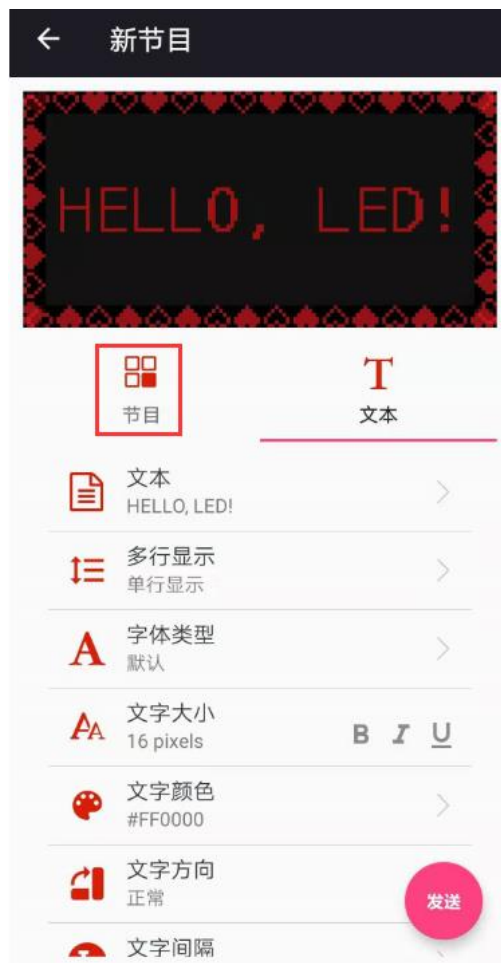 新节目
HELLO, LED!
节目
T
文本
文本
HELLO, LED!
多行显示
单行显示
A
字体类型
默认
AA
文字大小
16 pixels
B I U
文字颜色
#FF0000
文字方向
正常
发送
文字间隔